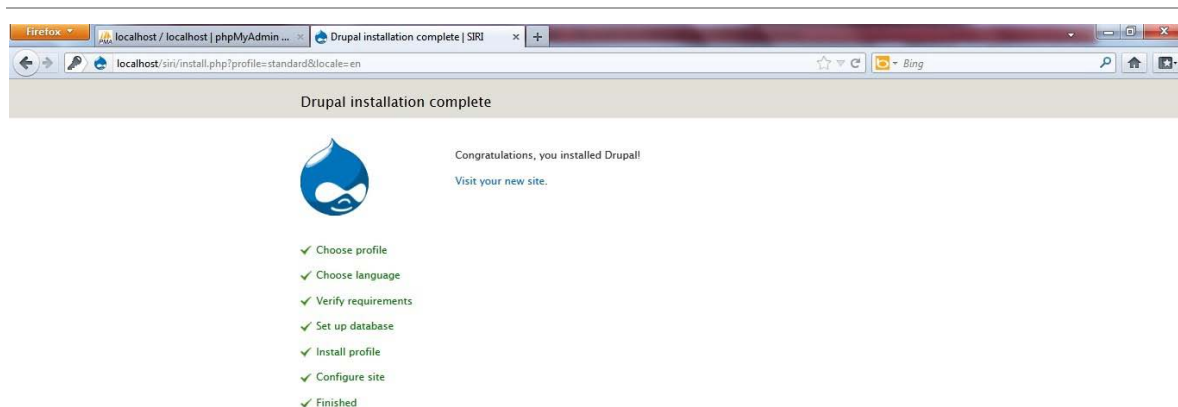 Firefox
localhost / localhost | phpMyAdmin ...
Drupal installation complete | SIRI
localhost/siri/install.php?profile=standard&locale=en
Bing
Drupal installation complete
Congratulations, you installed Drupal!
Visit your new site.
Choose profile
Choose language
Verify requirements
Set up database
Install profile
Configure site
Finished